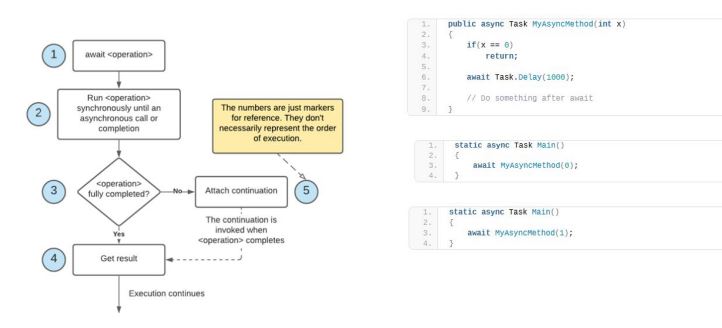 1
await <operation>
2
Run <operation>
synchronously until an
asynchronous call or
completion
The numbers are just markers
for reference. They don't
necessarily represent the order
of execution.
3
<operation>
fully completed?
No
Attach continuation
5
The continuation is
invoked when
<operation> completes
Yes
4
Get result
Execution continues
1. public async Task MyAsyncMethod(int x)
2. {
3. if(x == 0)
4. return;
5.
6. await Task.Delay(1000);
7.
8. // Do something after await
9. }
1. static async Task Main()
2. {
3. await MyAsyncMethod(0);
4. }
1. static async Task Main()
2. {
3. await MyAsyncMethod(1);
4. }